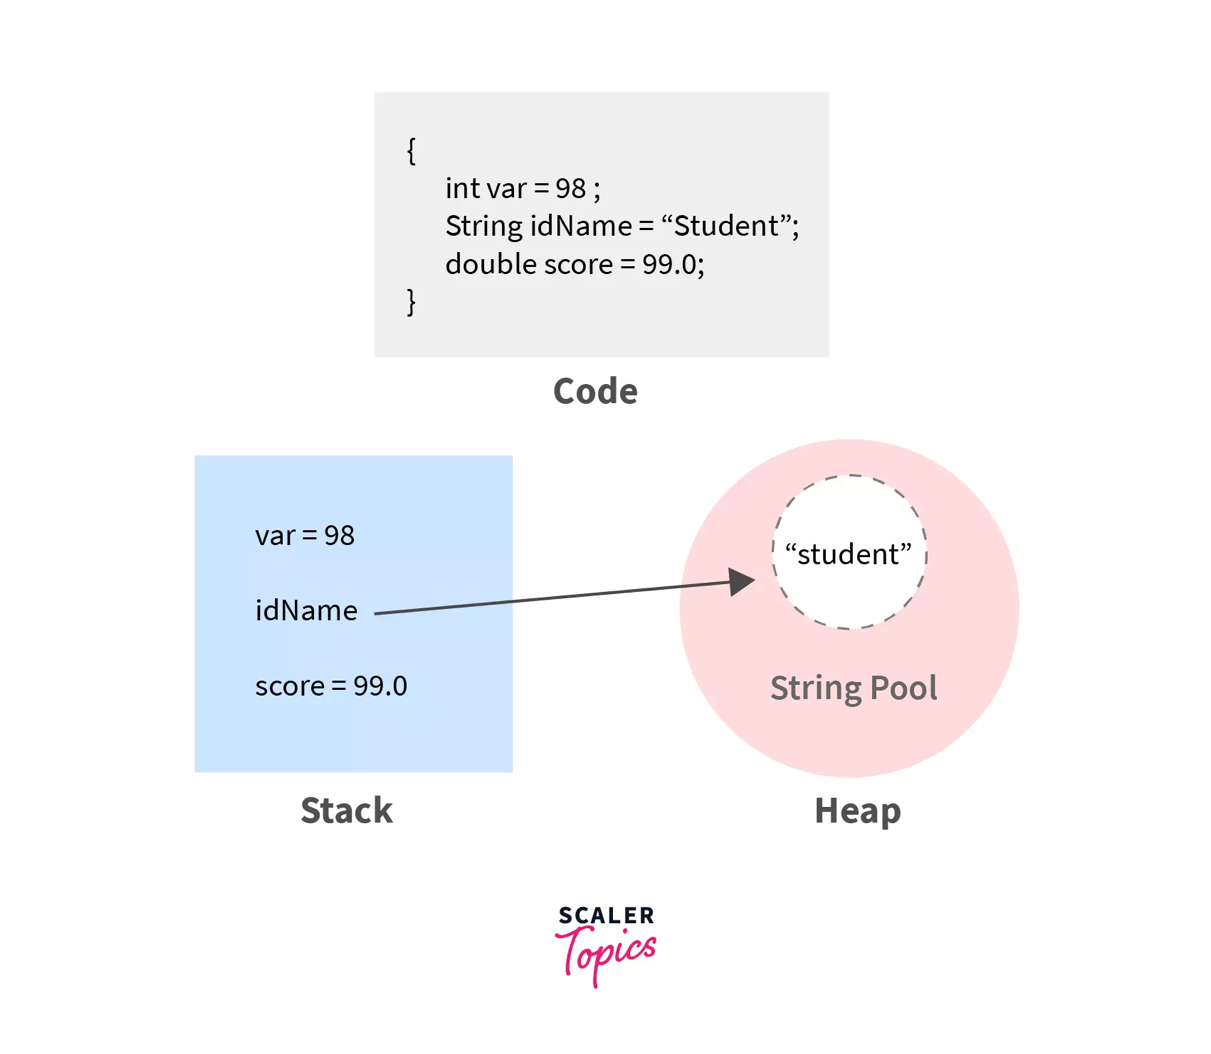 {
int var = 98 ;
String idName = “Student”;
double score = 99.0;
}
Code
var = 98
idName
score = 99.0
Stack
“student”
String Pool
Heap
SCALER
Topics